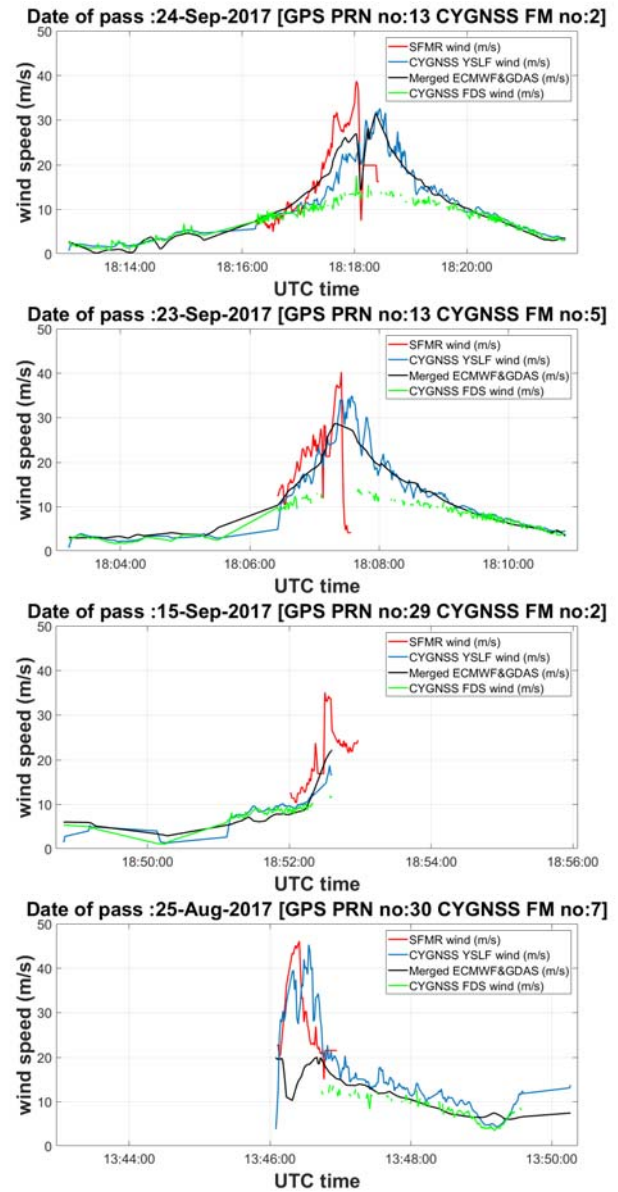 Date of pass :24-Sep-2017 [GPS PRN no:13 CYGNSS FM no:2]
50
40
30
20
10
0
wind speed (m/s)
SFMR wind (m/s)
CYGNSS YSLF wind (m/s)
Merged ECMWF&GDAS (m/s)
CYGNSS FDS wind (m/s)
18:14:00 18:16:00 18:18:00 18:20:00
UTC time
Date of pass :23-Sep-2017 [GPS PRN no:13 CYGNSS FM no:5]
50
40
30
20
10
0
wind speed (m/s)
SFMR wind (m/s)
CYGNSS YSLF wind (m/s)
Merged ECMWF&GDAS (m/s)
CYGNSS FDS wind (m/s)
18:04:00 18:06:00 18:08:00 18:10:00
UTC time
Date of pass :15-Sep-2017 [GPS PRN no:29 CYGNSS FM no:2]
50
40
30
20
10
0
wind speed (m/s)
SFMR wind (m/s)
CYGNSS YSLF wind (m/s)
Merged ECMWF&GDAS (m/s)
CYGNSS FDS wind (m/s)
18:50:00 18:52:00 18:54:00 18:56:00
UTC time
Date of pass :25-Aug-2017 [GPS PRN no:30 CYGNSS FM no:7]
50
40
30
20
10
0
wind speed (m/s)
SFMR wind (m/s)
CYGNSS YSLF wind (m/s)
Merged ECMWF&GDAS (m/s)
CYGNSS FDS wind (m/s)
13:44:00 13:46:00 13:48:00 13:50:00
UTC time